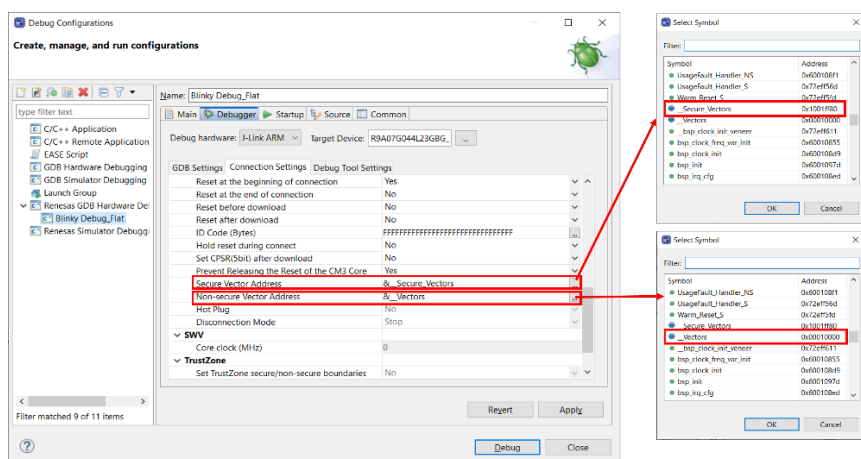 Debug Configurations
Create, manage, and run configurations
type filter text
C/C++ Application
C/C++ Remote Application
EASE Script
GDB Hardware Debugging
GDB Simulator Debugging
Launch Group
Renesas GDB Hardware De
Blinky Debug_Flat
Renesas Simulator Debuggi
Filter matched 9 of 11 items
Name: Blinky Debug_Flat
Main Debugger Startup Source Common
Debug hardware: J-Link ARM Target Device: R9A07G044L23GBG_ ...
GDB Settings Connection Settings Debug Tool Settings
Reset at the beginning of connection Yes
Reset at the end of connection No
Reset before download No
Reset after download No
ID Code (Bytes) FFFFFFFFFFFFFFFFFFFFFFFFFFFFFFFF ...
Hold reset during connect No
Set CPSR(5bit) after download No
Prevent Releasing the Reset of the CM3 Core Yes
Secure Vector Address &__Secure_Vectors
Non-secure Vector Address &__Vectors
Hot Plug No
Disconnection Mode Stop
SWV
Core clock (MHz) 0
TrustZone
Set TrustZone secure/non-secure boundaries No
Revert Apply
Debug Close
Select Symbol
Filter:
Symbol Address
UsageFault_Handler_NS 0x600108f1
UsageFault_Handler_S 0x72eff56d
Warm_Reset_S 0x72eff5fd
__Secure_Vectors 0x1001ff80
__Vectors 0x00010000
__bsp_clock_init_veneer 0x72eff611
bsp_clock_freq_var_init 0x60010855
bsp_clock_init 0x600108d9
bsp_init 0x6001097d
bsp_irq_cfg 0x600108ed
OK Cancel
Select Symbol
Filter:
Symbol Address
UsageFault_Handler_NS 0x600108f1
UsageFault_Handler_S 0x72eff56d
Warm_Reset_S 0x72eff5fd
__Secure_Vectors 0x1001ff80
__Vectors 0x00010000
__bsp_clock_init_veneer 0x72eff611
bsp_clock_freq_var_init 0x60010855
bsp_clock_init 0x600108d9
bsp_init 0x6001097d
bsp_irq_cfg 0x600108ed
OK Cancel